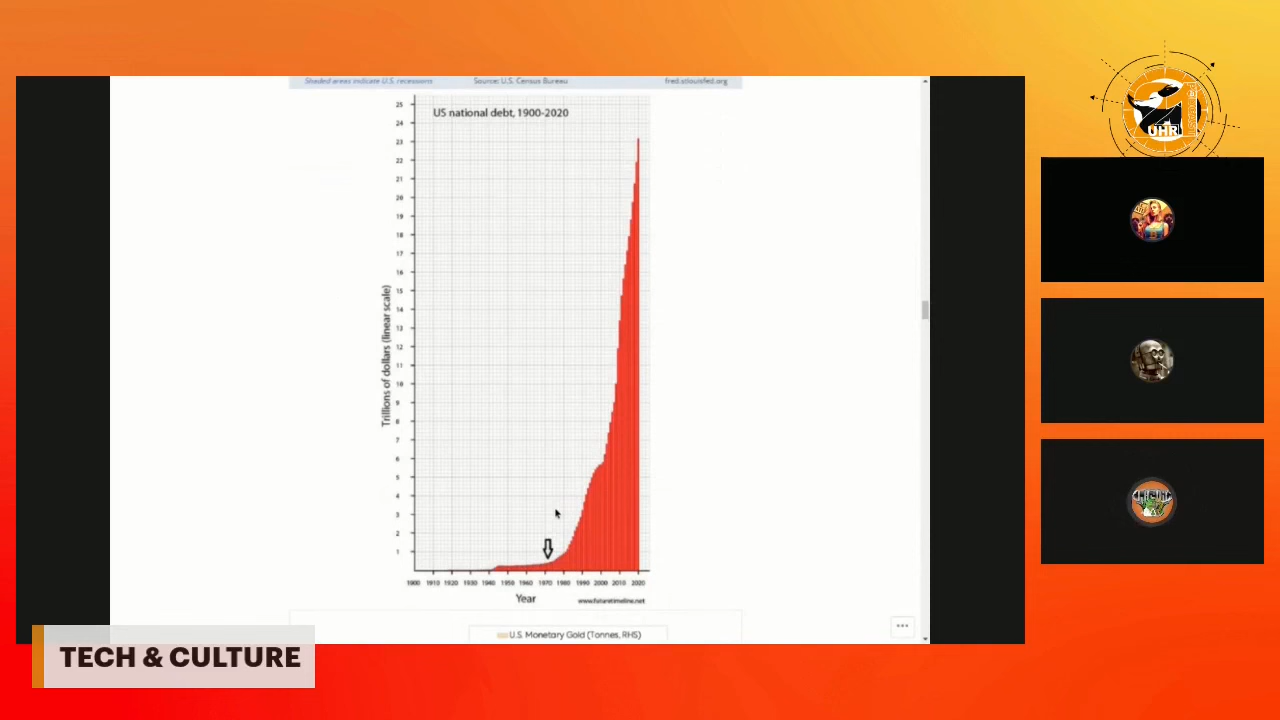 Shaded areas indicate U.S. recessions Source: U.S. Census Bureau fred.stlouisfed.org
US national debt, 1900-2020
25
24
23
22
21
20
19
18
17
16
15
14
13
12
11
10
9
8
7
6
5
4
3
2
1
Trillions of dollars (linear scale)
1900 1910 1920 1930 1940 1950 1960 1970 1980 1990 2000 2010 2020
Year
www.futuretimeline.net
U.S. Monetary Gold (Tonnes, RHS)
TECH & CULTURE
21
UHR